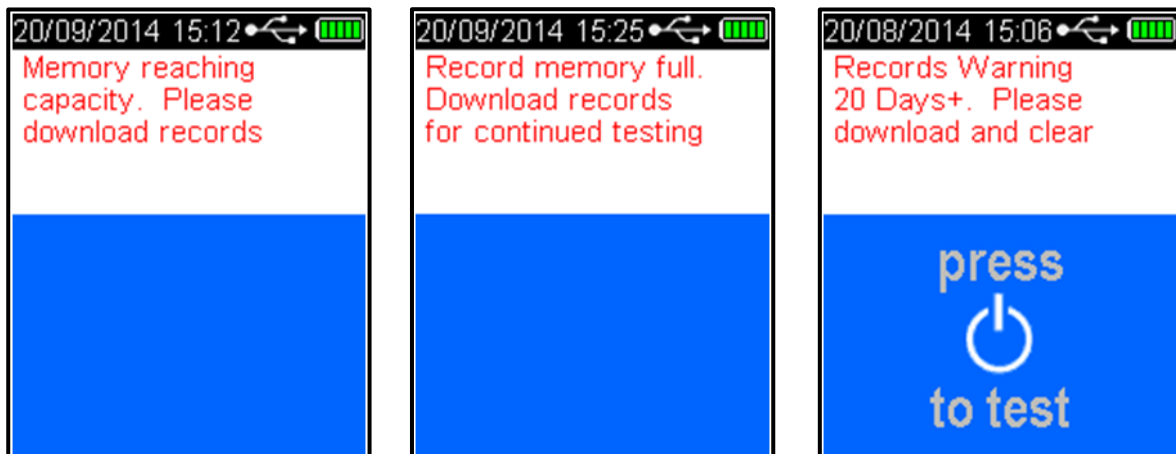 20/09/2014 15:12
Memory reaching
capacity. Please
download records
20/09/2014 15:25
Record memory full.
Download records
for continued testing
20/08/2014 15:06
Records Warning
20 Days+. Please
download and clear
press
to test